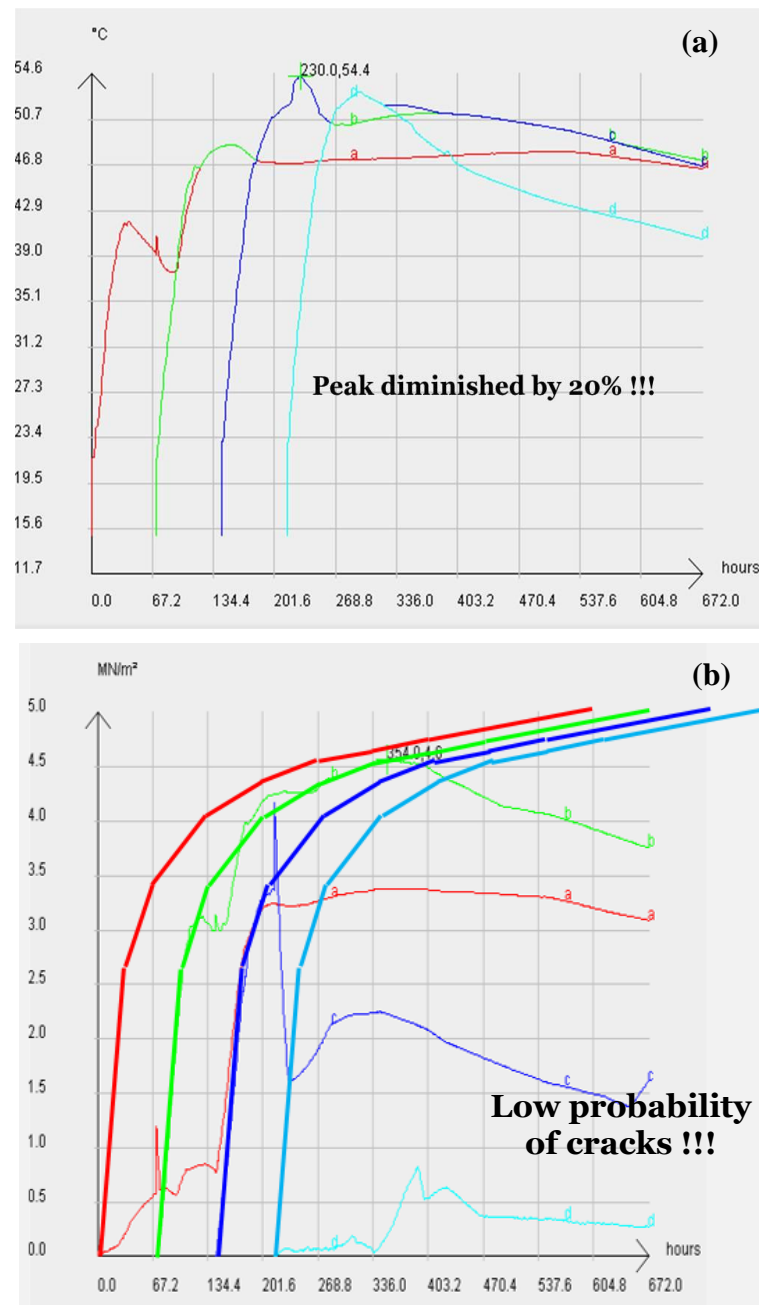 °C
(a)
54.6
230.0,54.4
d
50.7
b
c
b
46.8
a
a
a
42.9
d
39.0
d
35.1
31.2
Peak diminished by 20% !!!
27.3
23.4
19.5
15.6
11.7
hours
0.0 67.2 134.4 201.6 268.8 336.0 403.2 470.4 537.6 604.8 672.0
MN/m²
(b)
5.0
354.0,4.6
4.5
b
b
4.0
b
3.5
a
a
a
3.0
2.5
c
2.0
c
c
1.5
Low probability
of cracks !!!
1.0
0.5
d
d
d
0.0
hours
0.0 67.2 134.4 201.6 268.8 336.0 403.2 470.4 537.6 604.8 672.0